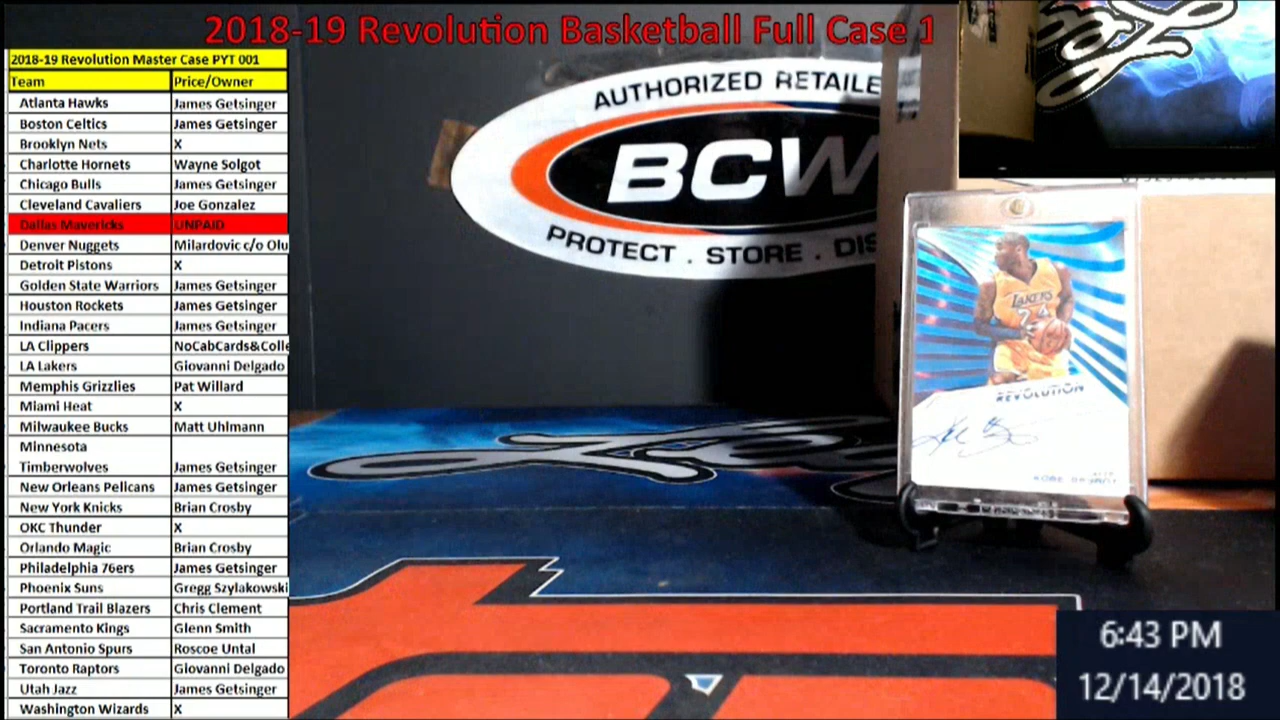 2018-19 Revolution Basketball Full Case 1
2018-19 Revolution Master Case PYT 001
Team Price/Owner
Atlanta Hawks James Getsinger
Boston Celtics James Getsinger
Brooklyn Nets X
Charlotte Hornets Wayne Solgot
Chicago Bulls James Getsinger
Cleveland Cavaliers Joe Gonzalez
Dallas Mavericks UNPAID
Denver Nuggets Milardovic c/o Olu
Detroit Pistons X
Golden State Warriors James Getsinger
Houston Rockets James Getsinger
Indiana Pacers James Getsinger
LA Clippers NoCabCards&Colle
LA Lakers Giovanni Delgado
Memphis Grizzlies Pat Willard
Miami Heat X
Milwaukee Bucks Matt Uhlmann
Minnesota
Timberwolves James Getsinger
New Orleans Pelicans James Getsinger
New York Knicks Brian Crosby
OKC Thunder X
Orlando Magic Brian Crosby
Philadelphia 76ers James Getsinger
Phoenix Suns Gregg Szylakowski
Portland Trail Blazers Chris Clement
Sacramento Kings Glenn Smith
San Antonio Spurs Roscoe Untal
Toronto Raptors Giovanni Delgado
Utah Jazz James Getsinger
Washington Wizards X
AUTHORIZED RETAILE
BCW
PROTECT . STORE . DIS
LAKERS
24
REVOLUTION
KOBE BRYANT
6:43 PM
12/14/2018